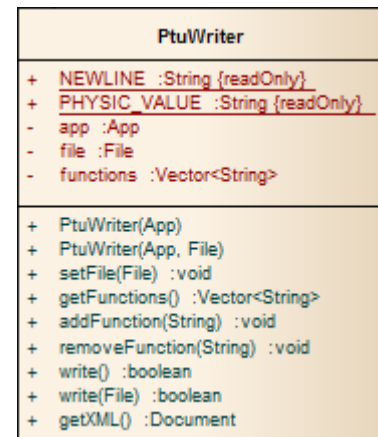 PtuWriter
+ NEWLINE :String {readOnly}
+ PHYSIC_VALUE :String {readOnly}
- app :App
- file :File
- functions :Vector<String>
+ PtuWriter(App)
+ PtuWriter(App, File)
+ setFile(File) :void
+ getFunctions() :Vector<String>
+ addFunction(String) :void
+ removeFunction(String) :void
+ write() :boolean
+ write(File) :boolean
+ getXML() :Document